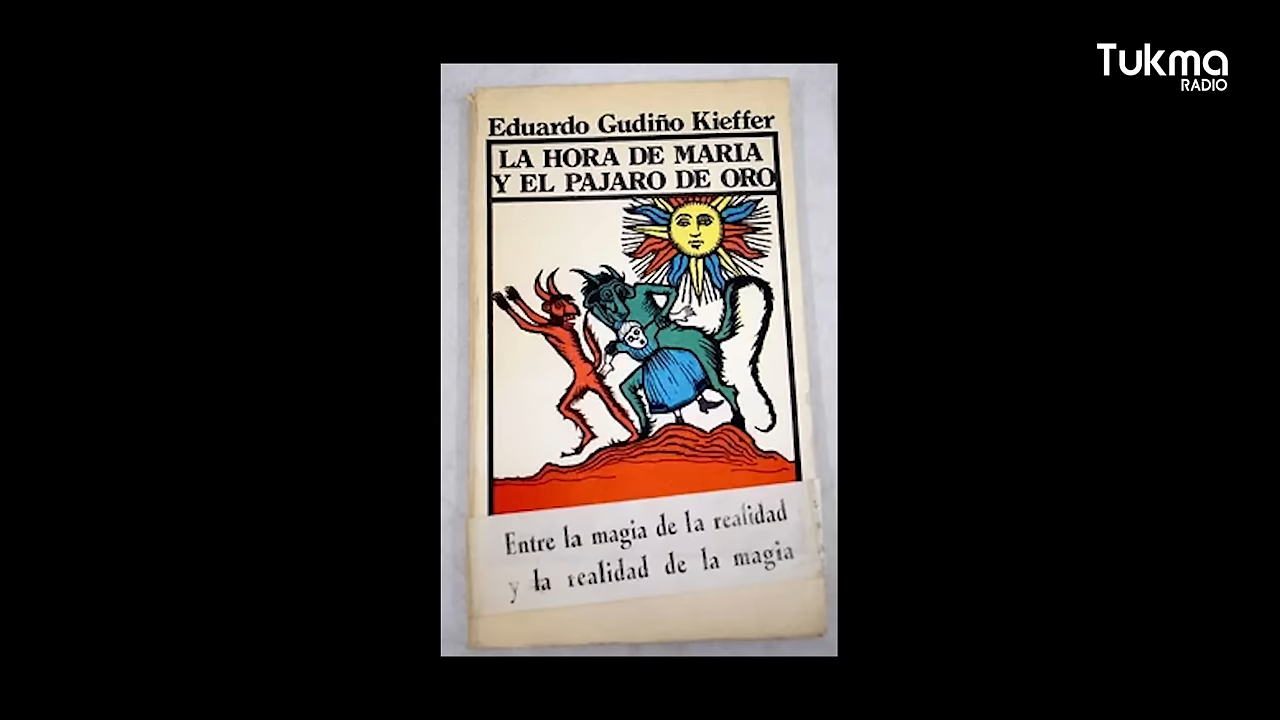 Tukma
RADIO
Eduardo Gudiño Kieffer
LA HORA DE MARIA
Y EL PAJARO DE ORO
Entre la magia de la realidad
y la realidad de la magia